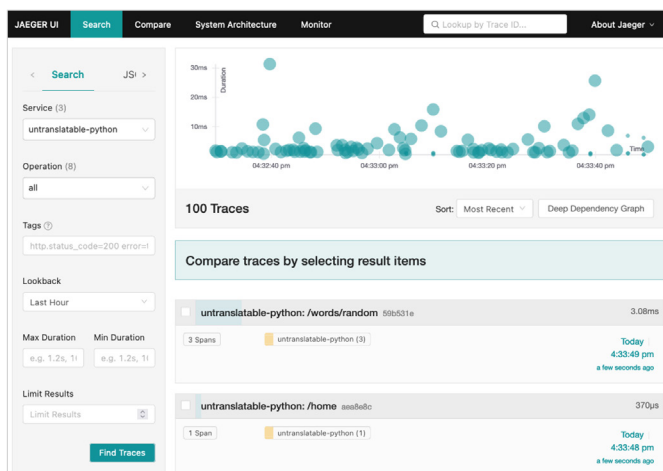 JAEGER UI Search Compare System Architecture Monitor Lookup by Trace ID... About Jaeger
Search
Service (3)
untranslatable-python
Operation (8)
all
Tags
http.status_code=200 error=t
Lookback
Last Hour
Max Duration Min Duration
e.g. 1.2s, 1( e.g. 1.2s, 1(
Limit Results
Limit Results
Find Traces
30ms
Duration
20ms
10ms
Time
04:32:40 pm 04:33:00 pm 04:33:20 pm 04:33:40 pm
100 Traces Sort: Most Recent Deep Dependency Graph
Compare traces by selecting result items
untranslatable-python: /words/random 59b531e 3.08ms
3 Spans untranslatable-python (3) Today
4:33:49 pm
a few seconds ago
untranslatable-python: /home aea8e8c 370μs
1 Span untranslatable-python (1) Today
4:33:48 pm
a few seconds ago